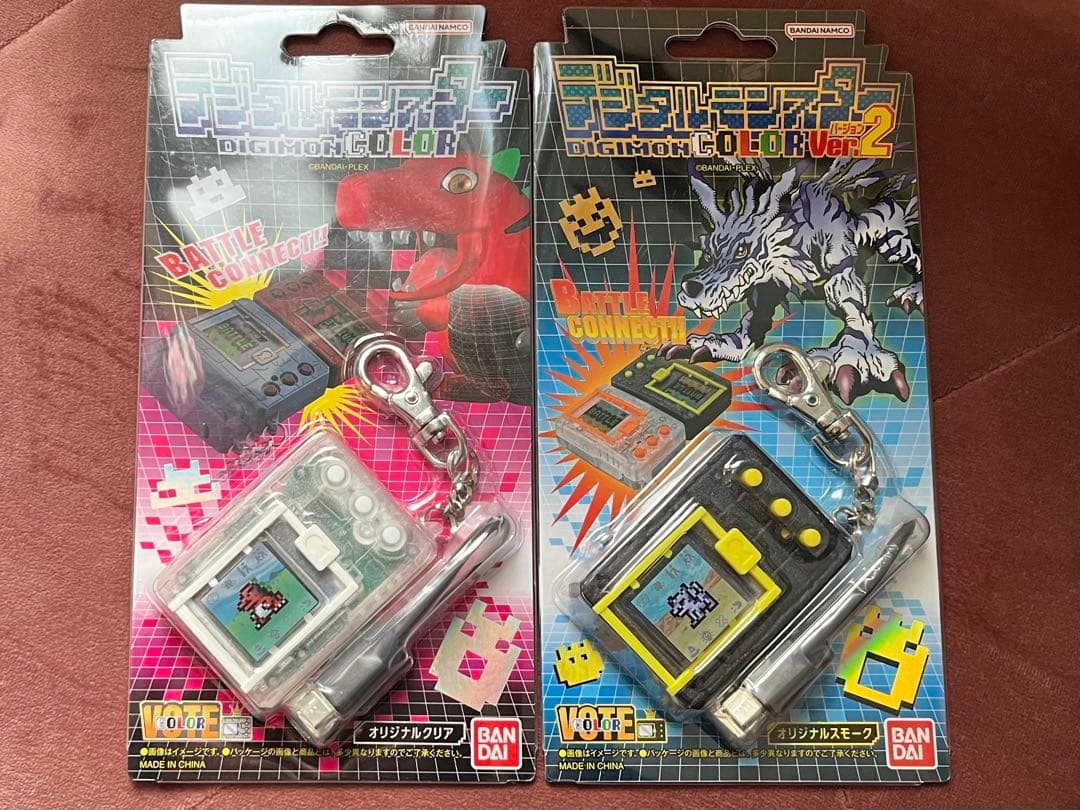 BANDAI NAMCO
デジタルモンスター
DIGIMON COLOR
©BANDAI・PLEX
BATTLE
CONNECT!!
BATTLE
VOTE
COLOR
オリジナルクリア
BAN
DAI
●画像はイメージです。●パッケージの画像と商品とは、多少異なりますのでご了承ください。
MADE IN CHINA
BANDAI NAMCO
デジタルモンスター
DIGIMON COLOR Ver.2
バージョン
©BANDAI・PLEX
BATTLE
CONNECT!!
BATTLE
VOTE
COLOR
オリジナルスモーク
BAN
DAI
●画像はイメージです。●パッケージの画像と商品とは、多少異なりますのでご了承ください。
MADE IN CHINA